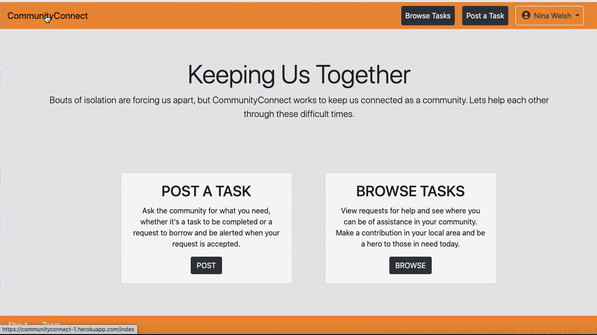 CommunityConnect
Browse Tasks
Post a Task
Nina Welsh
Keeping Us Together
Bouts of isolation are forcing us apart, but CommunityConnect works to keep us connected as a community. Lets help each other
through these difficult times.
POST A TASK
Ask the community for what you need,
whether it's a task to be completed or a
request to borrow and be alerted when your
request is accepted.
POST
BROWSE TASKS
View requests for help and see where you
can be of assistance in your community.
Make a contribution in your local area and be
a hero to those in need today.
BROWSE
https://communityconnect-1.herokuapp.com/index